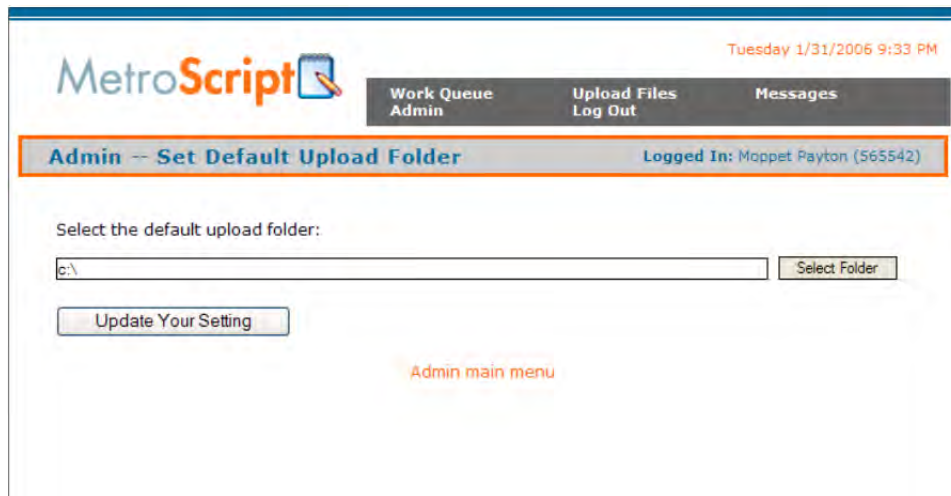 Tuesday 1/31/2006 9:33 PM
MetroScript
Work Queue Upload Files Messages
Admin Log Out
Admin -- Set Default Upload Folder Logged In: Moppet Payton (565542)
Select the default upload folder:
c:\ Select Folder
Update Your Setting
Admin main menu